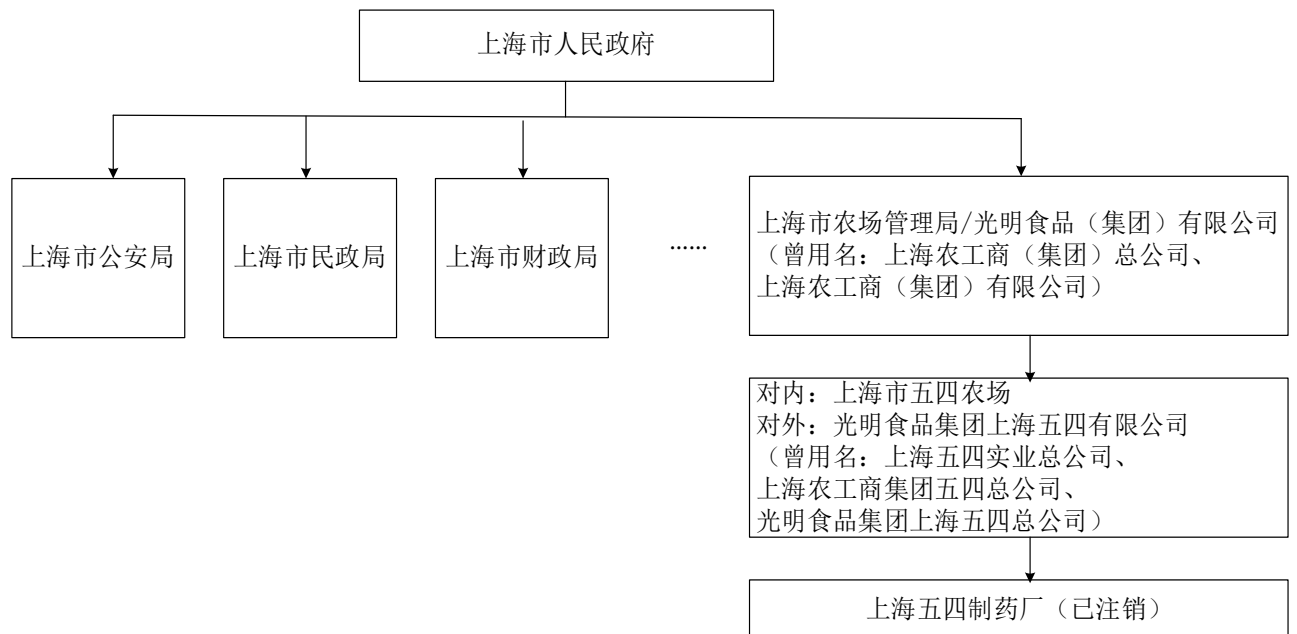 上海市人民政府
上海市公安局
上海市民政局
上海市财政局
......
上海市农场管理局/光明食品（集团）有限公司
（曾用名：上海农工商（集团）总公司、
上海农工商（集团）有限公司）
对内：上海市五四农场
对外：光明食品集团上海五四有限公司
（曾用名：上海五四实业总公司、
上海农工商集团五四总公司、
光明食品集团上海五四总公司）
上海五四制药厂（已注销）